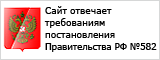 Сайт отвечает
требованиям
постановления
Правительства РФ №582